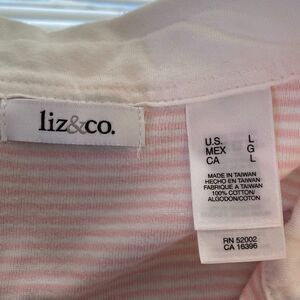 liz&co.
U.S. L
MEX G
CA L
MADE IN TAIWAN
HECHO EN TAIWAN
FABRIQUE A TAIWAN
100% COTTON/
ALGODON/COTON
RN 52002
CA 16396